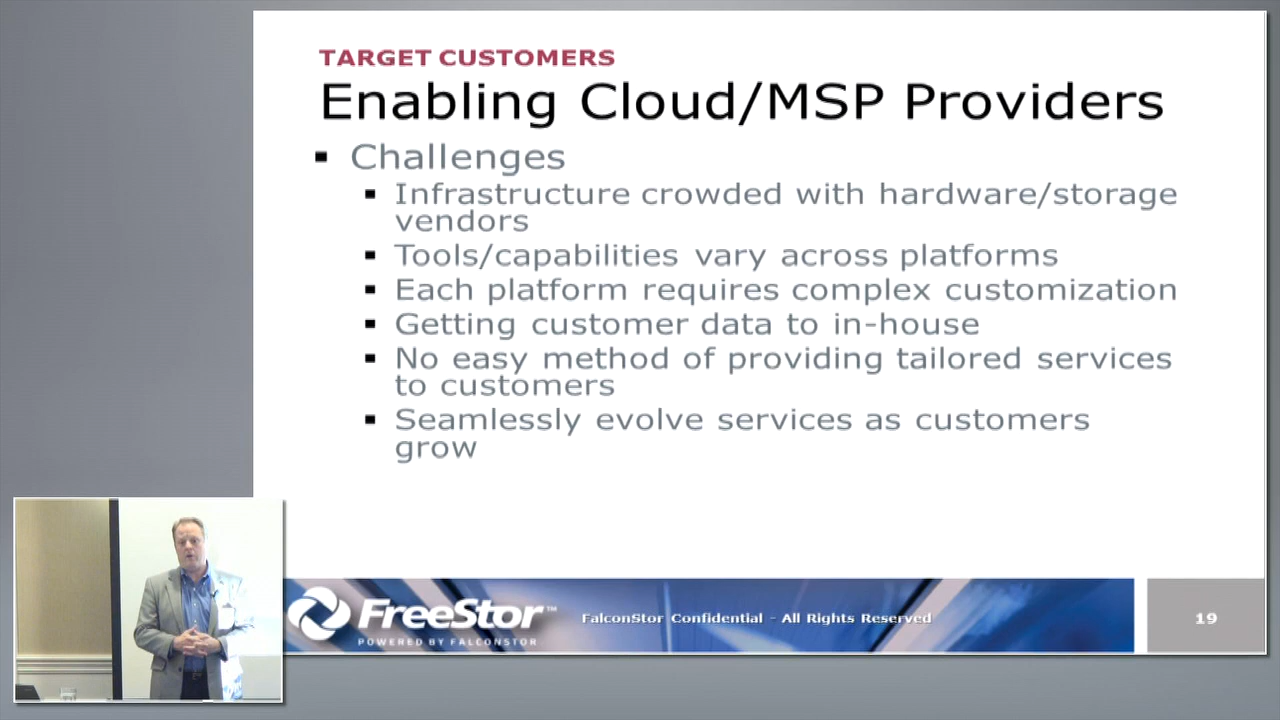 TARGET CUSTOMERS
Enabling Cloud/MSP Providers
Challenges
Infrastructure crowded with hardware/storage
vendors
Tools/capabilities vary across platforms
Each platform requires complex customization
Getting customer data to in-house
No easy method of providing tailored services
to customers
Seamlessly evolve services as customers
grow
FreeStor™
POWERED BY FALCONSTOR
FalconStor Confidential - All Rights Reserved
19